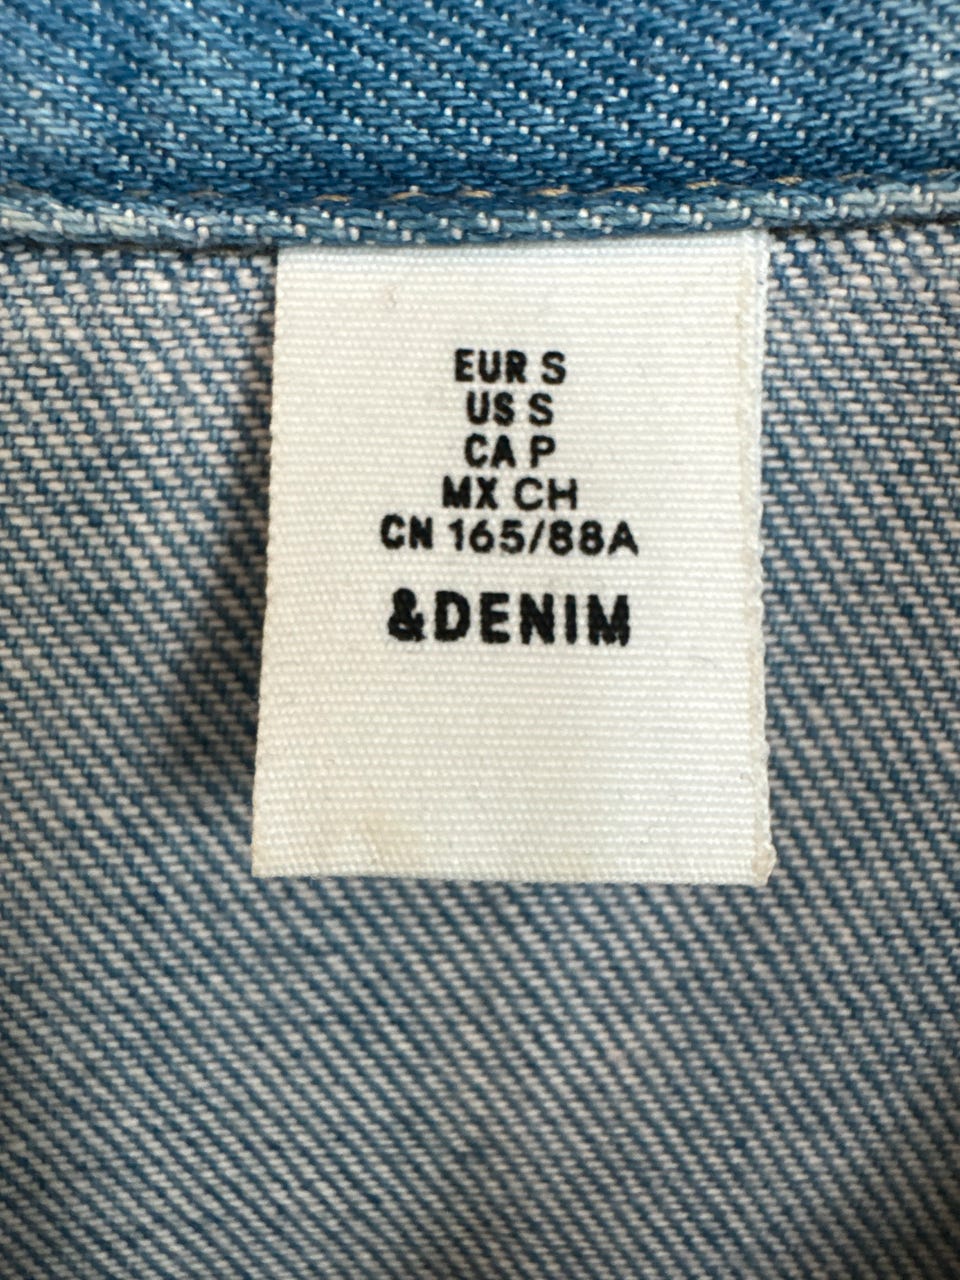 EUR S
US S
CA P
MX CH
CN 165/88A
&DENIM